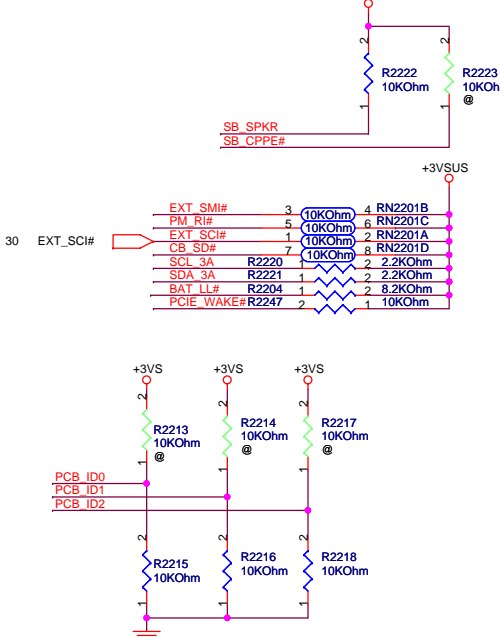 2 2
R2222 R2223
10KOhm 10KOh
@
1 1
SB_SPKR
SB_CPPE#
+3VSUS
EXT_SMI# 3 10KOhm 4 RN2201B
PM_RI# 5 10KOhm 6 RN2201C
30 EXT_SCI# EXT_SCI# 1 10KOhm 2 RN2201A
CB_SD# 7 10KOhm 8 RN2201D
SCL_3A R2220 1 2 2.2KOhm
SDA_3A R2221 1 2 2.2KOhm
BAT_LL# R2204 1 2 8.2KOhm
PCIE_WAKE# R2247 2 1 10KOhm
+3VS +3VS +3VS
2 2 2
R2213 R2214 R2217
10KOhm 10KOhm 10KOhm
@ @ @
1 1 1
PCB_ID0
PCB_ID1
PCB_ID2
2 2 2
R2215 R2216 R2218
10KOhm 10KOhm 10KOhm
1 1 1